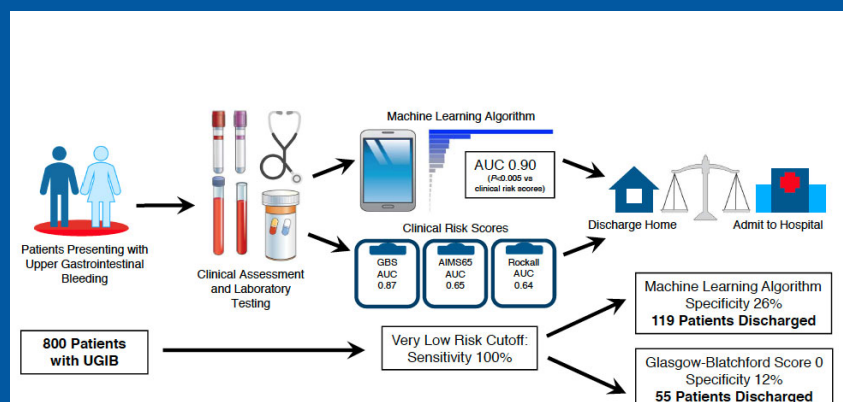 Machine Learning Algorithm
AUC 0.90
(P<0.005 vs
clinical risk scores)
Patients Presenting with
Upper Gastrointestinal
Bleeding
Clinical Assessment
and Laboratory
Testing
Clinical Risk Scores
GBS
AUC
0.87
AIMS65
AUC
0.65
Rockall
AUC
0.64
Discharge Home
Admit to Hospital
800 Patients
with UGIB
Very Low Risk Cutoff:
Sensitivity 100%
Machine Learning Algorithm
Specificity 26%
119 Patients Discharged
Glasgow-Blatchford Score 0
Specificity 12%
55 Patients Discharged